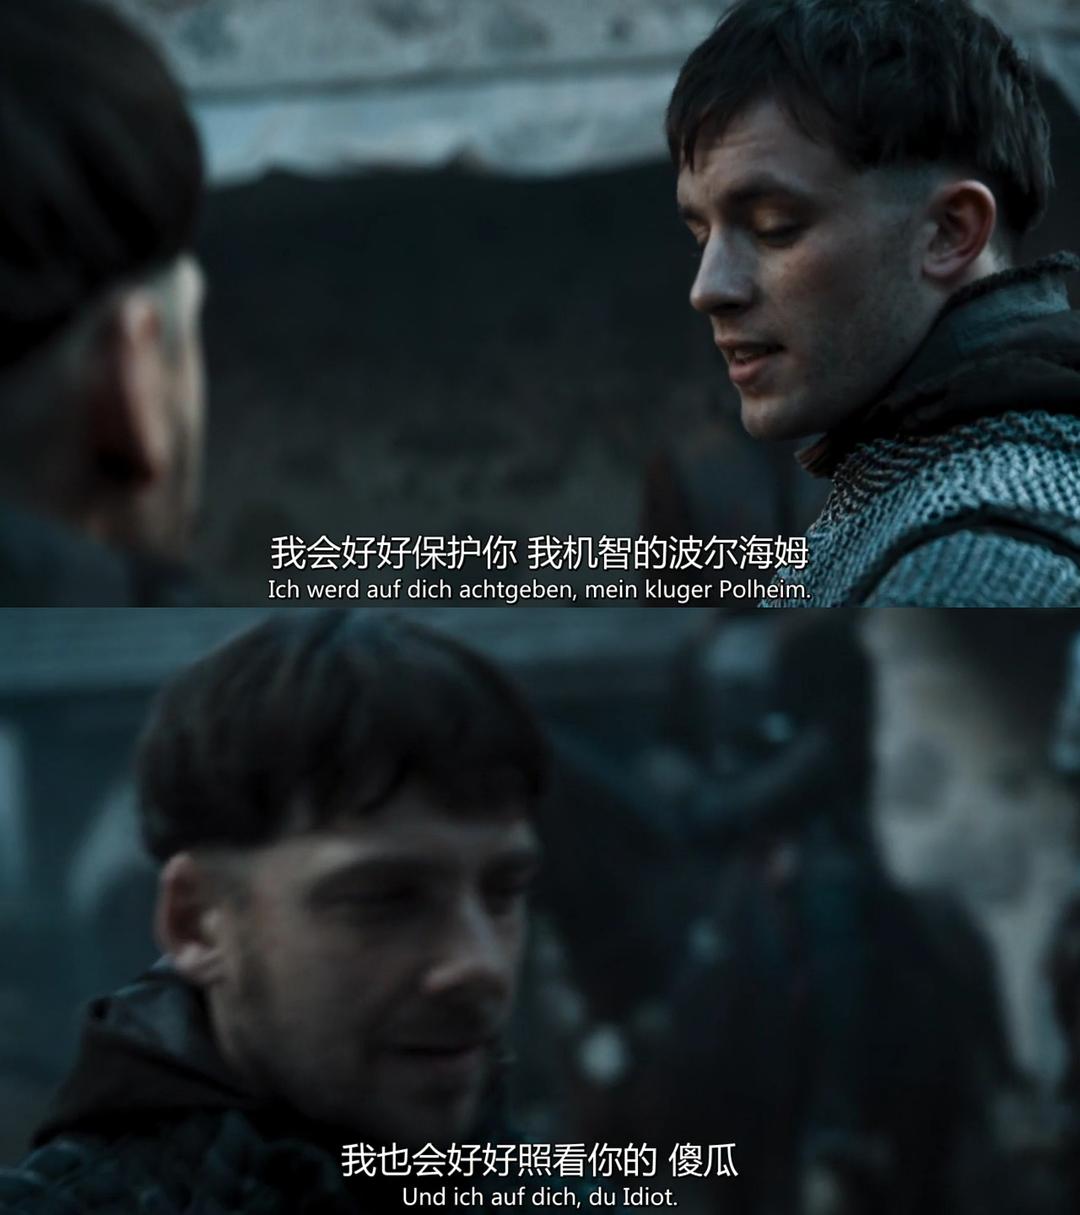 我会好好保护你 我机智的波尔海姆
Ich werd auf dich achtgeben, mein kluger Polheim.
我也会好好照看你的 傻瓜
Und ich auf dich, du Idiot.